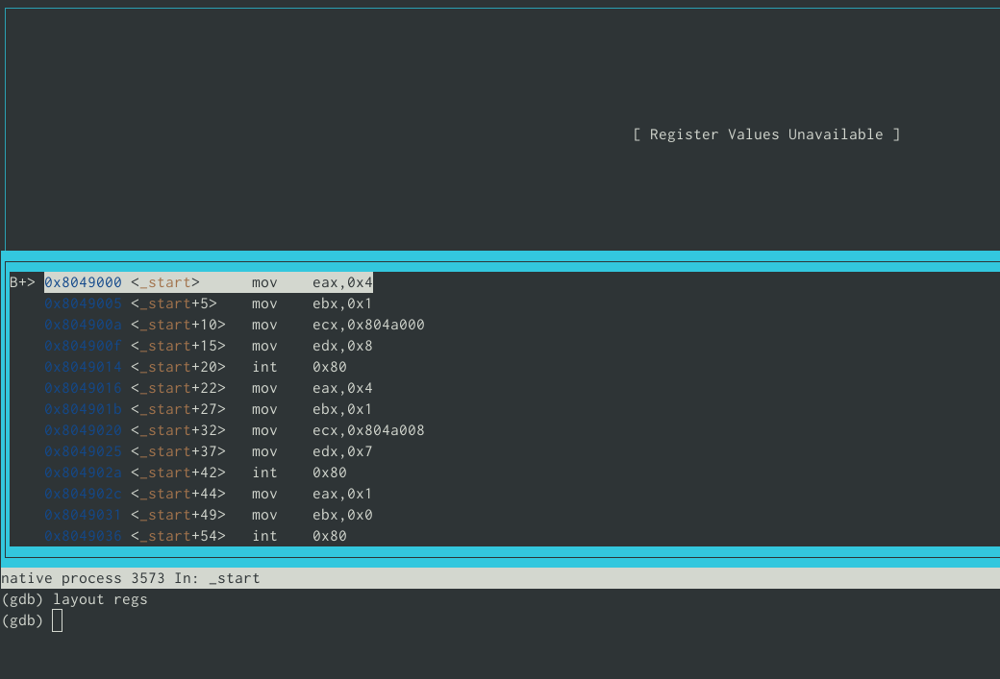 [ Register Values Unavailable ]
B+> 0x8049000 <_start> mov eax,0x4
0x8049005 <_start+5> mov ebx,0x1
0x804900a <_start+10> mov ecx,0x804a000
0x804900f <_start+15> mov edx,0x8
0x8049014 <_start+20> int 0x80
0x8049016 <_start+22> mov eax,0x4
0x804901b <_start+27> mov ebx,0x1
0x8049020 <_start+32> mov ecx,0x804a008
0x8049025 <_start+37> mov edx,0x7
0x804902a <_start+42> int 0x80
0x804902c <_start+44> mov eax,0x1
0x8049031 <_start+49> mov ebx,0x0
0x8049036 <_start+54> int 0x80
native process 3573 In: _start
(gdb) layout regs
(gdb)